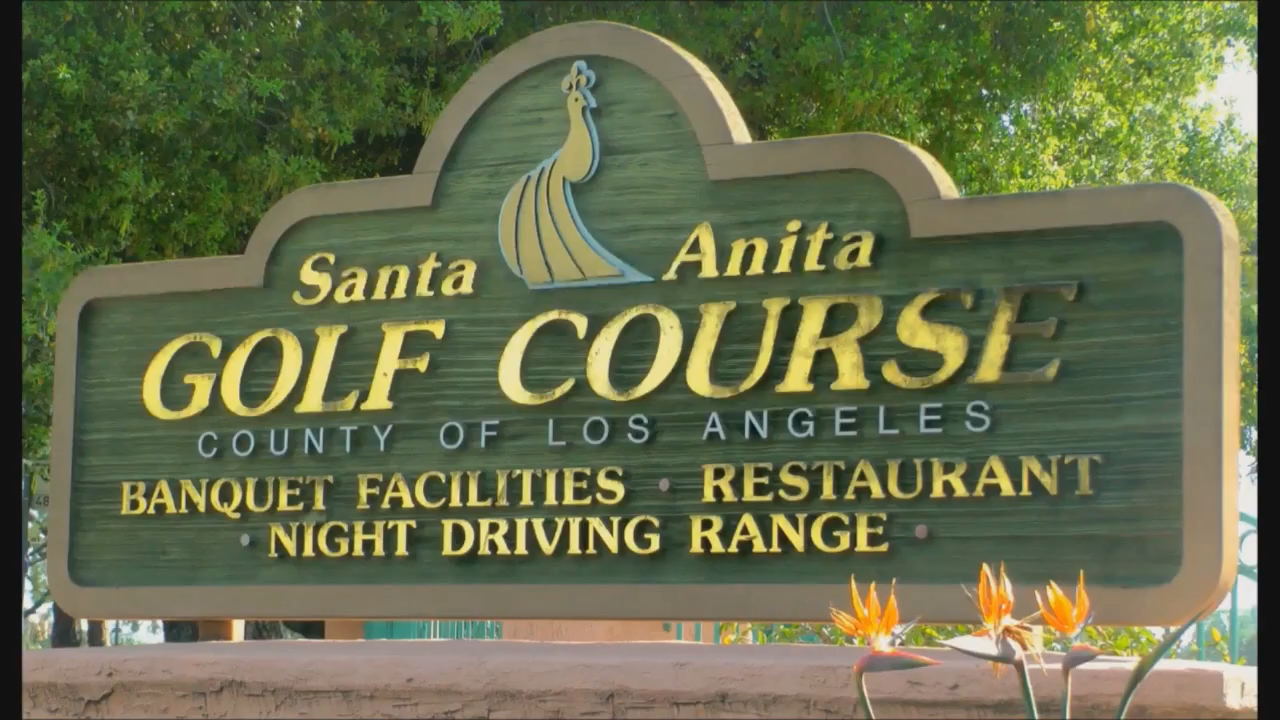 Santa Anita
GOLF COURSE
COUNTY OF LOS ANGELES
BANQUET FACILITIES • RESTAURANT
• NIGHT DRIVING RANGE •